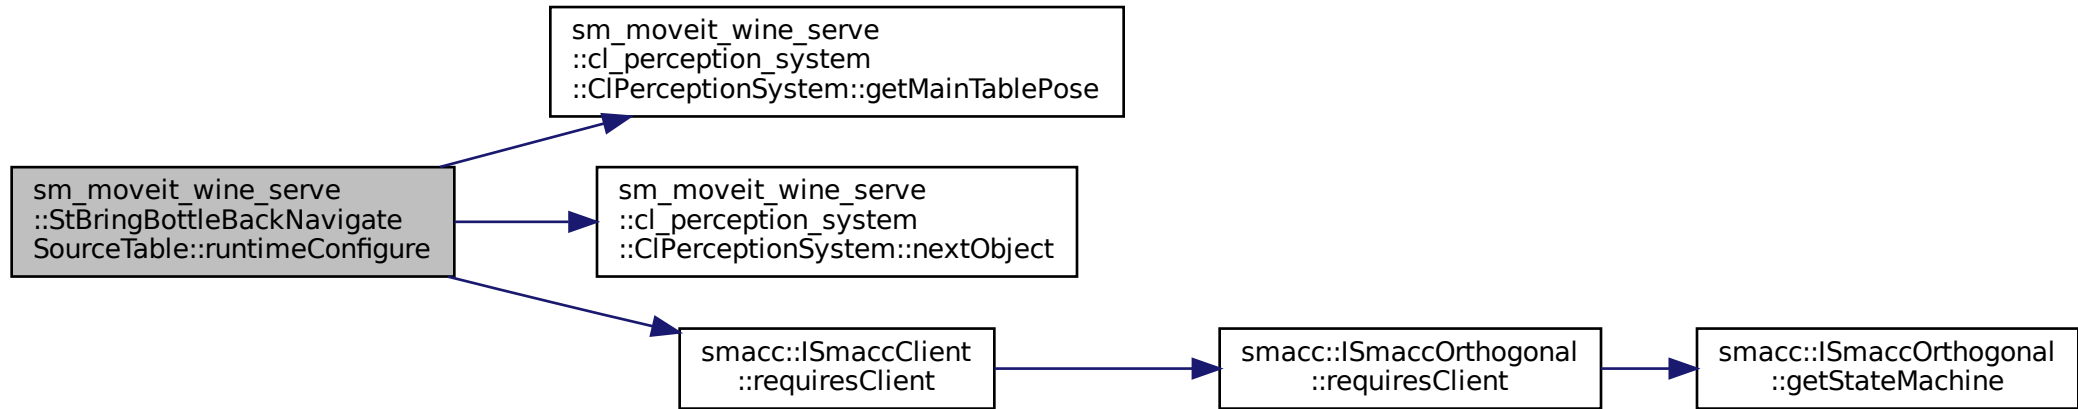 sm_moveit_wine_serve
::cl_perception_system
::ClPerceptionSystem::getMainTablePose
sm_moveit_wine_serve
::StBringBottleBackNavigate
SourceTable::runtimeConfigure
sm_moveit_wine_serve
::cl_perception_system
::ClPerceptionSystem::nextObject
smacc::ISmaccClient
::requiresClient
smacc::ISmaccOrthogonal
::requiresClient
smacc::ISmaccOrthogonal
::getStateMachine